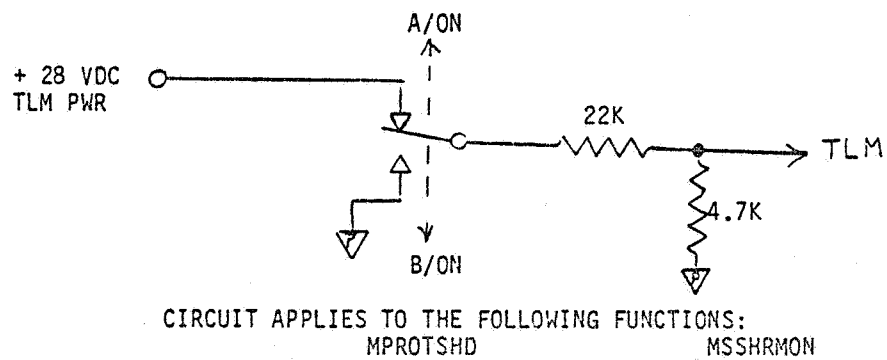 A/ON
+ 28 VDC
TLM PWR
22K
TLM
4.7K
P
P
B/ON
CIRCUIT APPLIES TO THE FOLLOWING FUNCTIONS:
MPROTSHD MSSHRMON